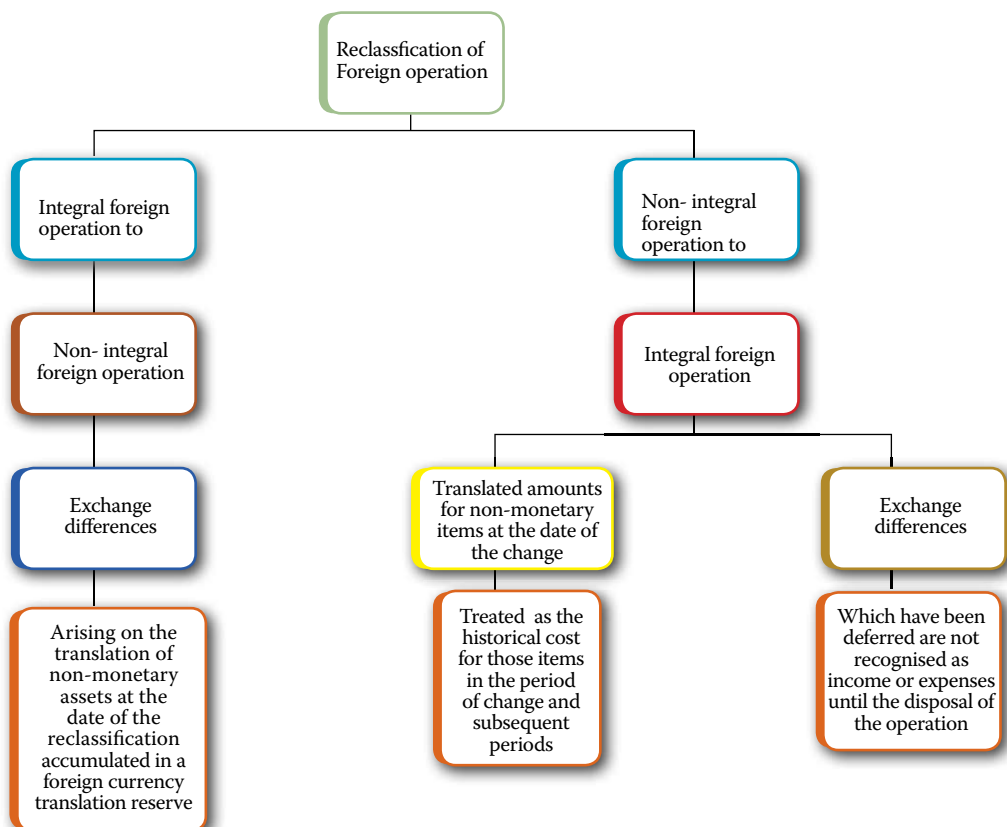 Reclassfication of
Foreign operation
Integral foreign
operation to
Non- integral
foreign
operation to
Non- integral
foreign operation
Integral foreign
operation
Exchange
differences
Translated amounts
for non-monetary
items at the date of
the change
Exchange
differences
Arising on the
translation of
non-monetary
assets at the
date of the
reclassification
accumulated in a
foreign currency
translation reserve
Treated as the
historical cost
for those items
in the period
of change and
subsequent
periods
Which have been
deferred are not
recognised as
income or expenses
until the disposal of
the operation